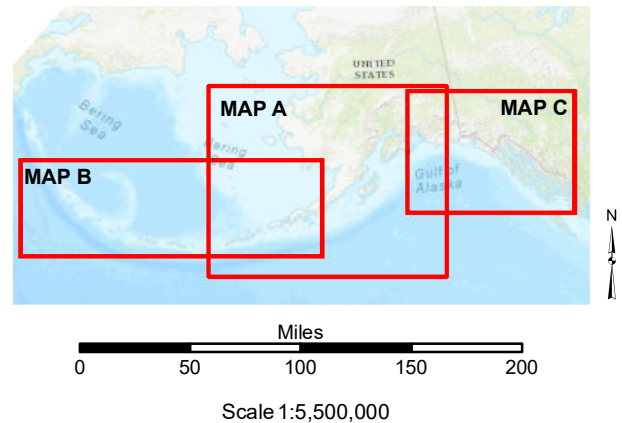 UNITED
STATES
MAP A
MAP C
Bering
Sea
Bering
Sea
MAP B
Gulf of
Alaska
N
Miles
0 50 100 150 200
Scale 1:5,500,000